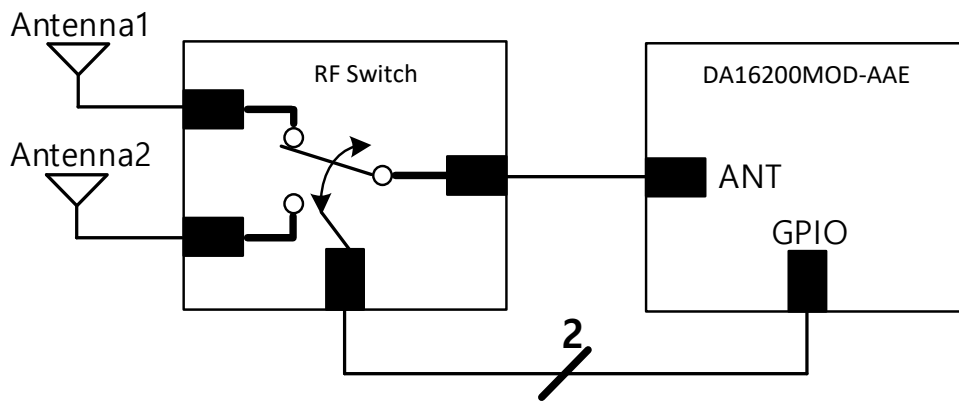 Antenna1
RF Switch
DA16200MOD-AAE
Antenna2
ANT
GPIO
2